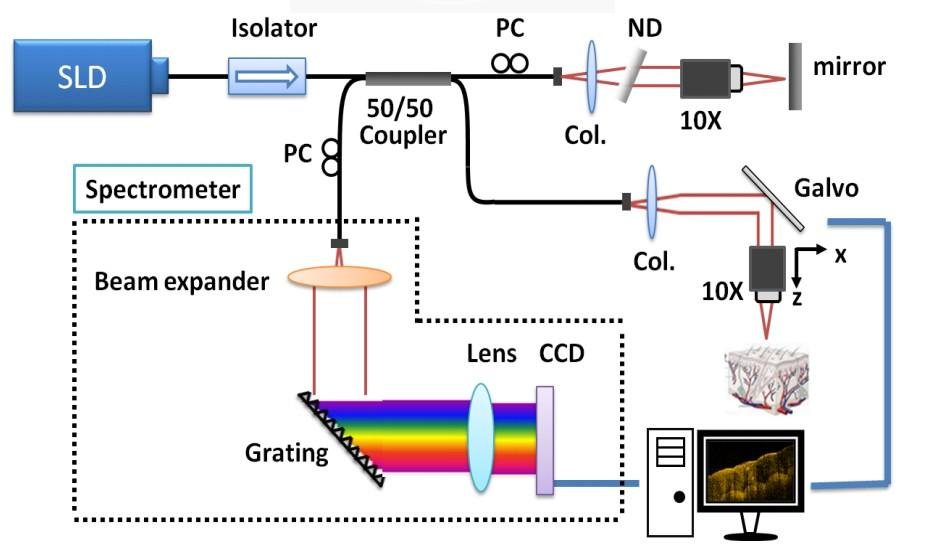 Isolator
PC
ND
SLD
mirror
50/50
Coupler
Col.
10X
PC
Spectrometer
Galvo
Col.
x
Beam expander
10X
z
Lens
CCD
Grating